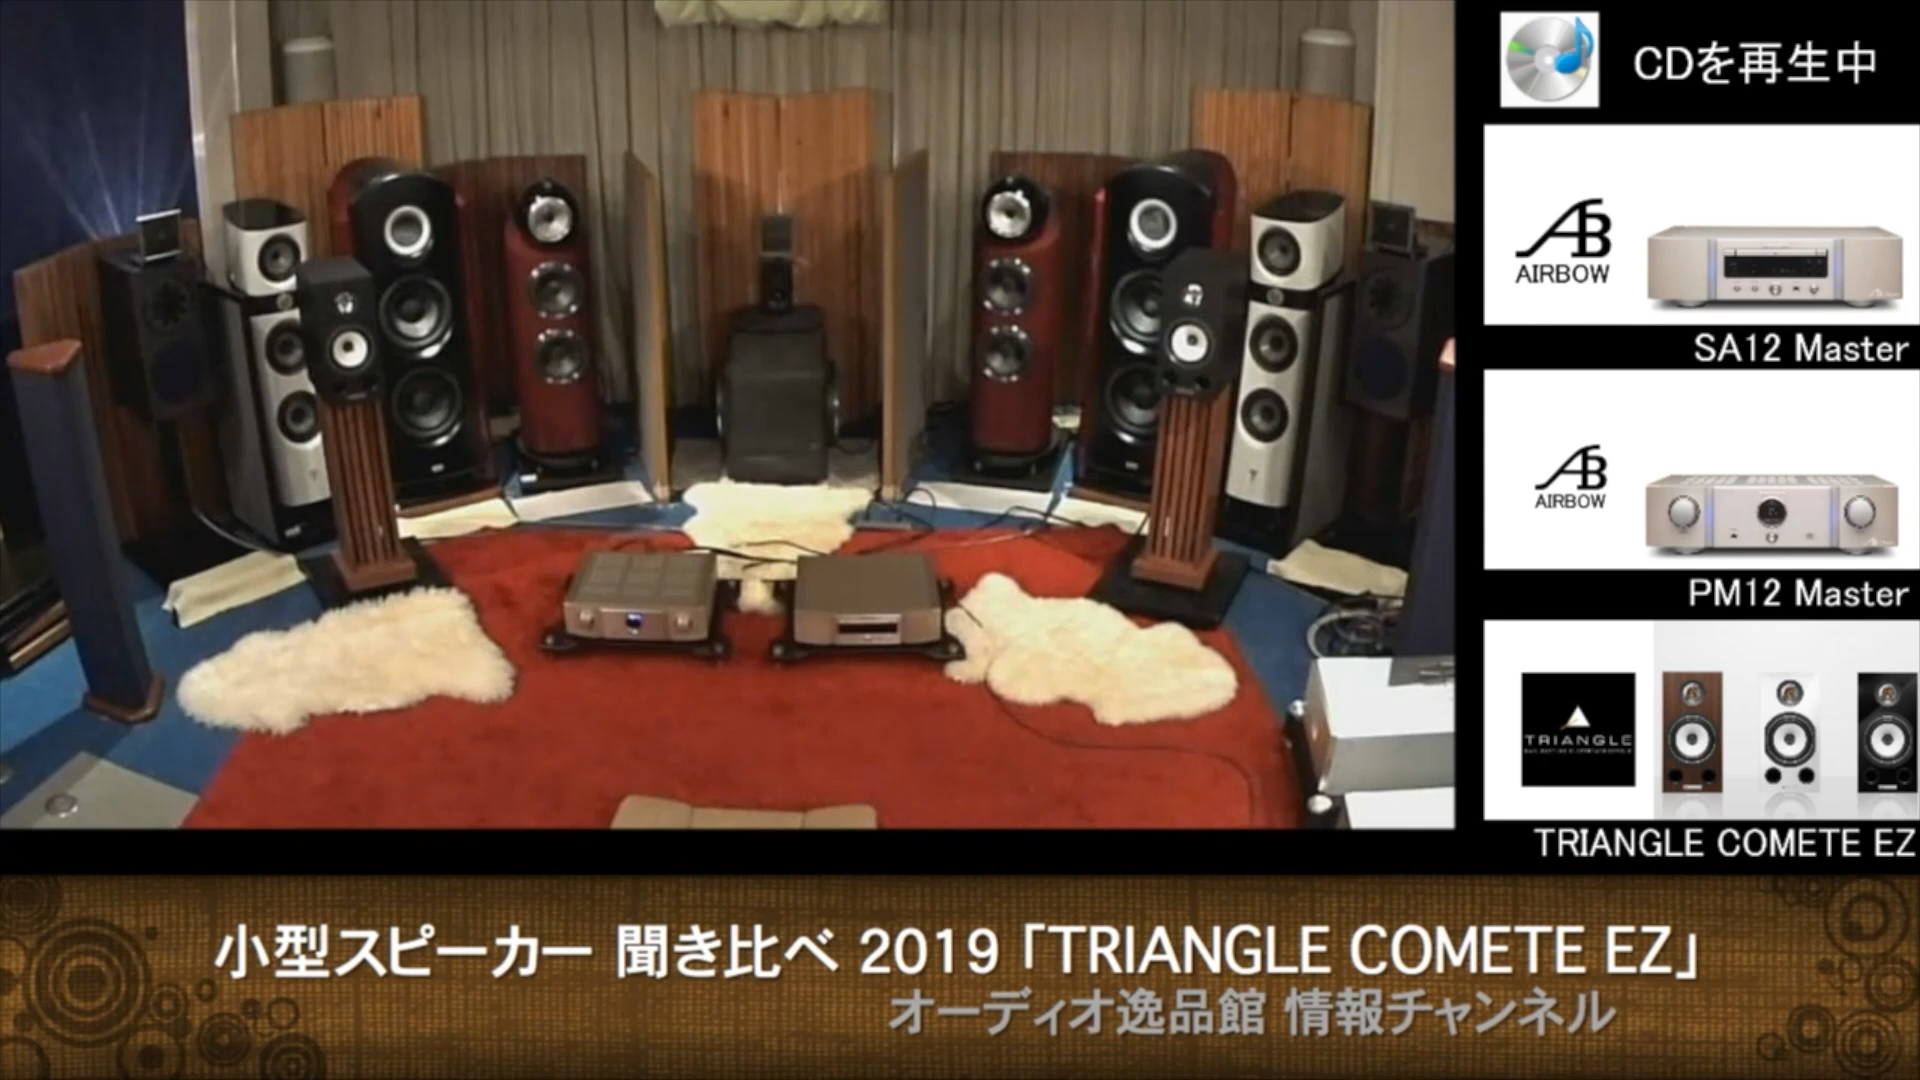 CDを再生中
AIRBOW
SA12 Master
AIRBOW
PM12 Master
TRIANGLE
TRIANGLE COMETE EZ
小型スピーカー 聞き比べ 2019「TRIANGLE COMETE EZ」
オーディオ逸品館 情報チャンネル